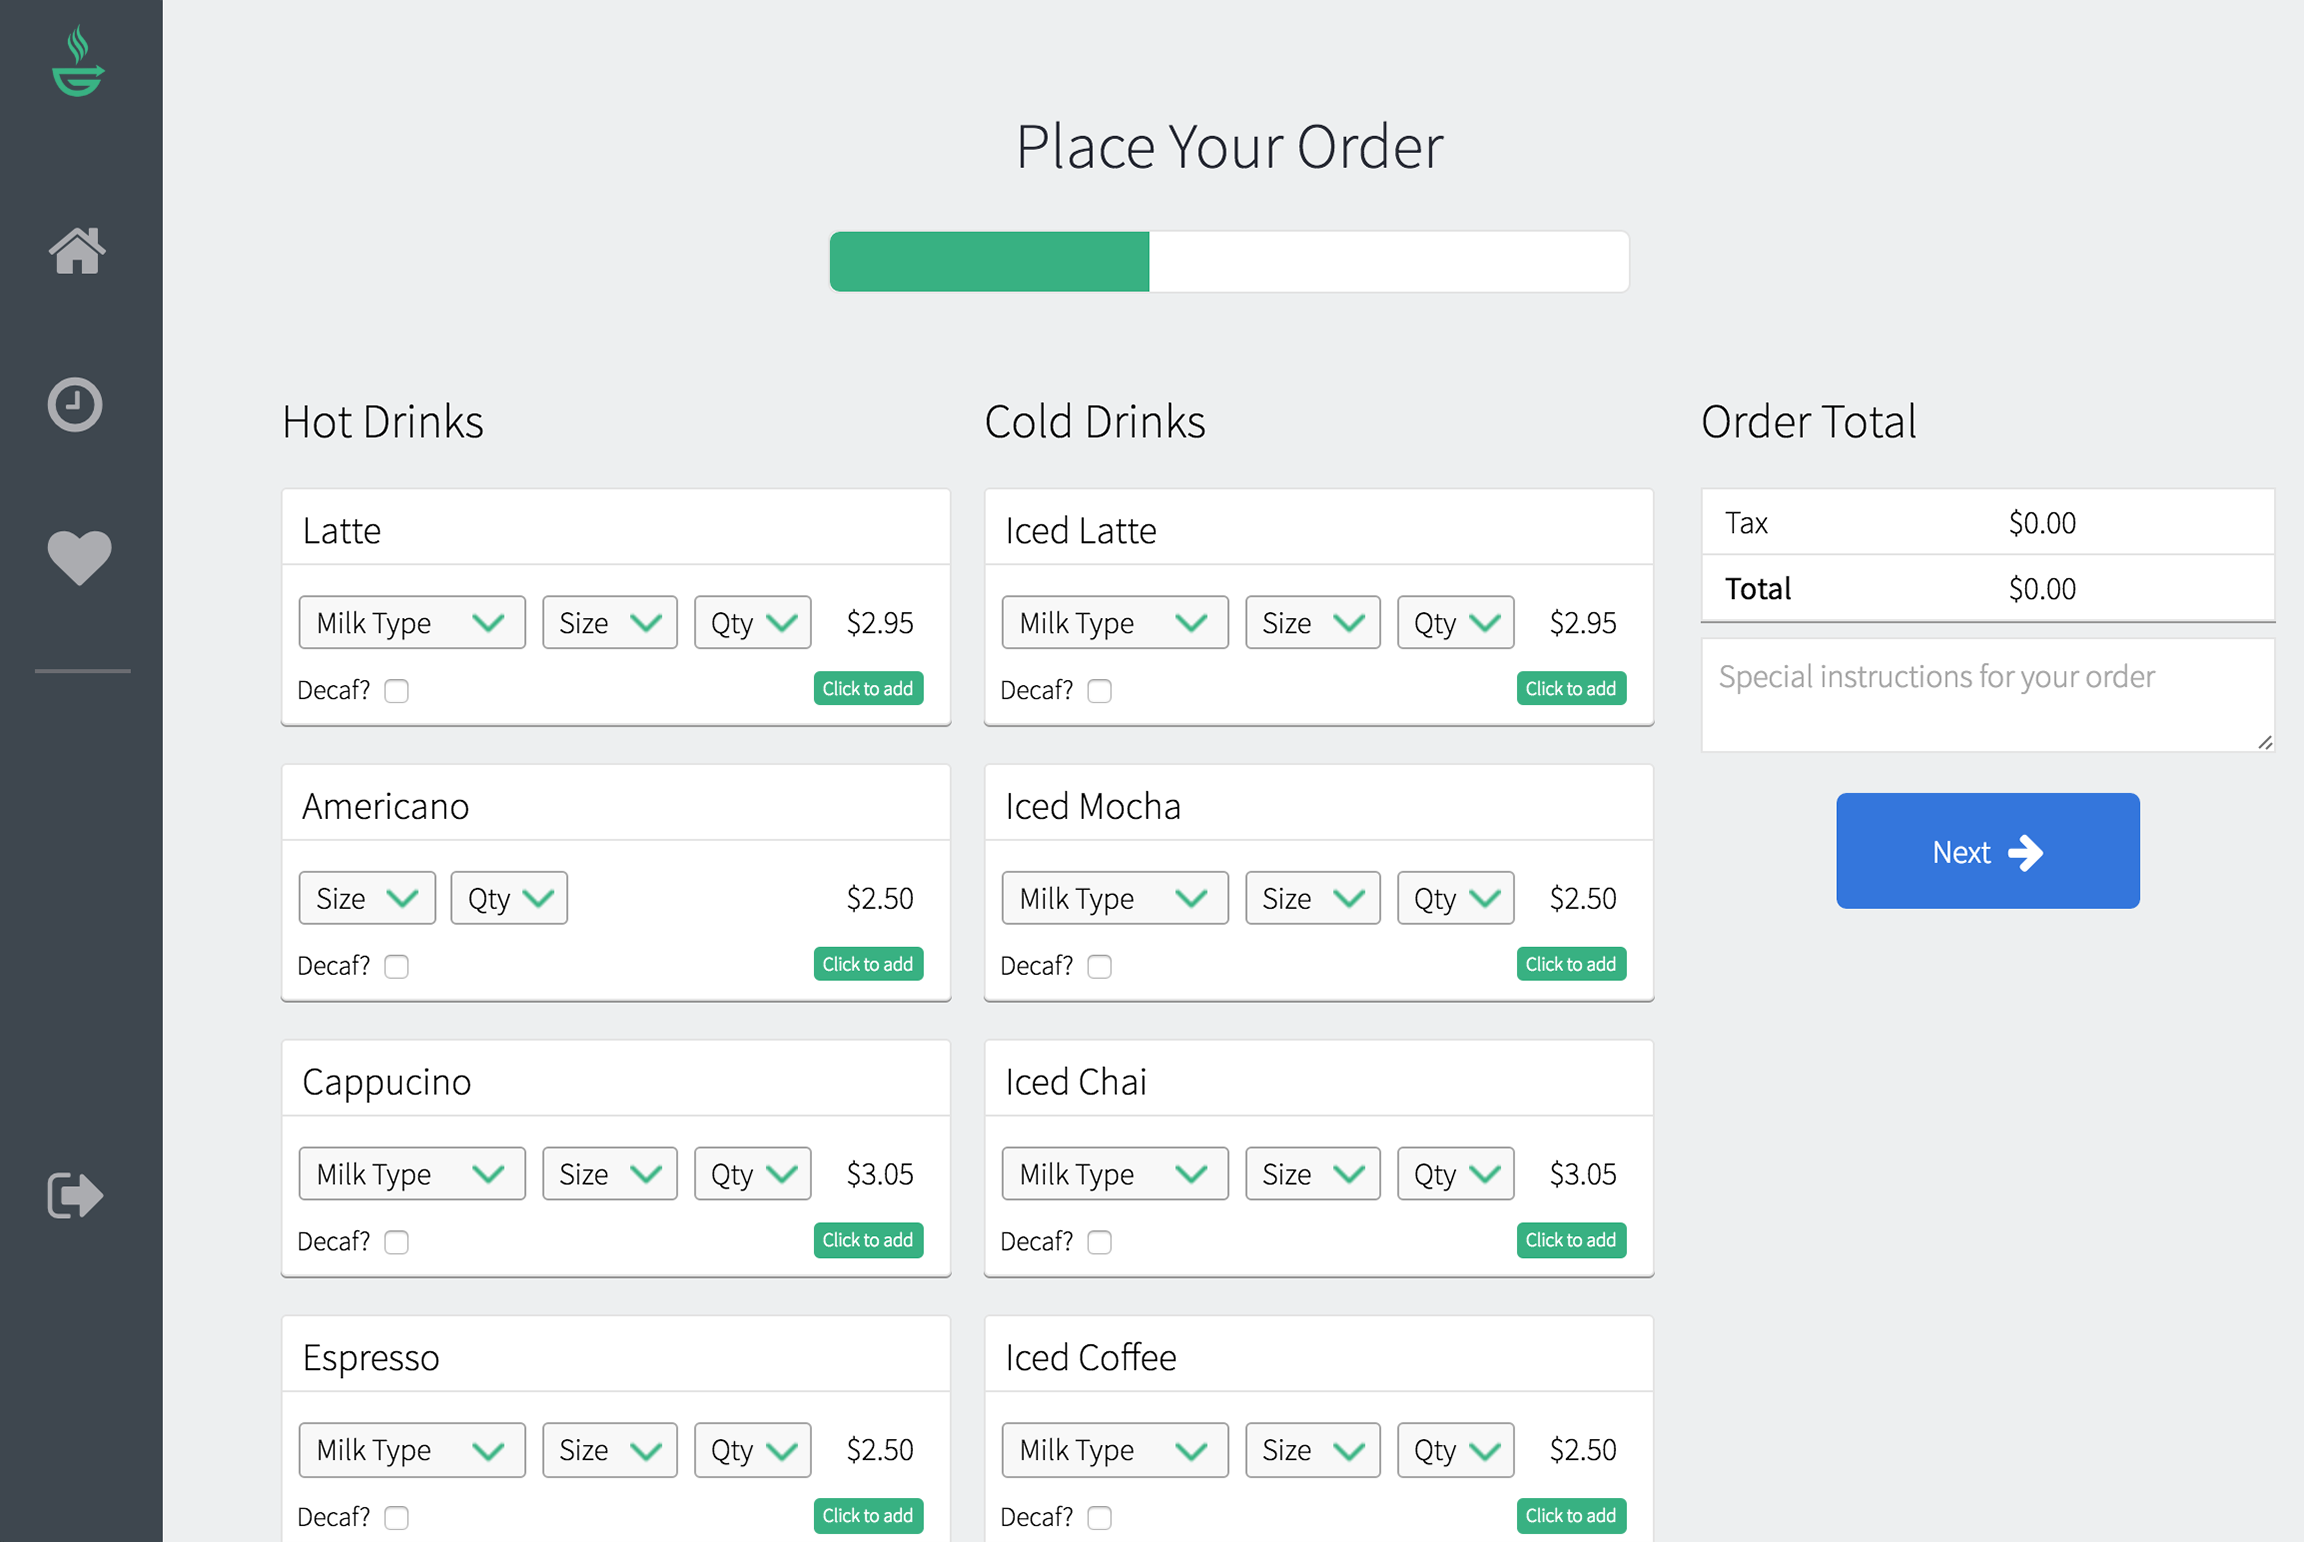 Place Your Order
Hot Drinks
Latte
Milk Type Size Qty $2.95
Decaf? Click to add
Americano
Size Qty $2.50
Decaf? Click to add
Cappucino
Milk Type Size Qty $3.05
Decaf? Click to add
Espresso
Milk Type Size Qty $2.50
Decaf? Click to add
Cold Drinks
Iced Latte
Milk Type Size Qty $2.95
Decaf? Click to add
Iced Mocha
Milk Type Size Qty $2.50
Decaf? Click to add
Iced Chai
Milk Type Size Qty $3.05
Decaf? Click to add
Iced Coffee
Milk Type Size Qty $2.50
Decaf? Click to add
Order Total
Tax $0.00
Total $0.00
Special instructions for your order
Next